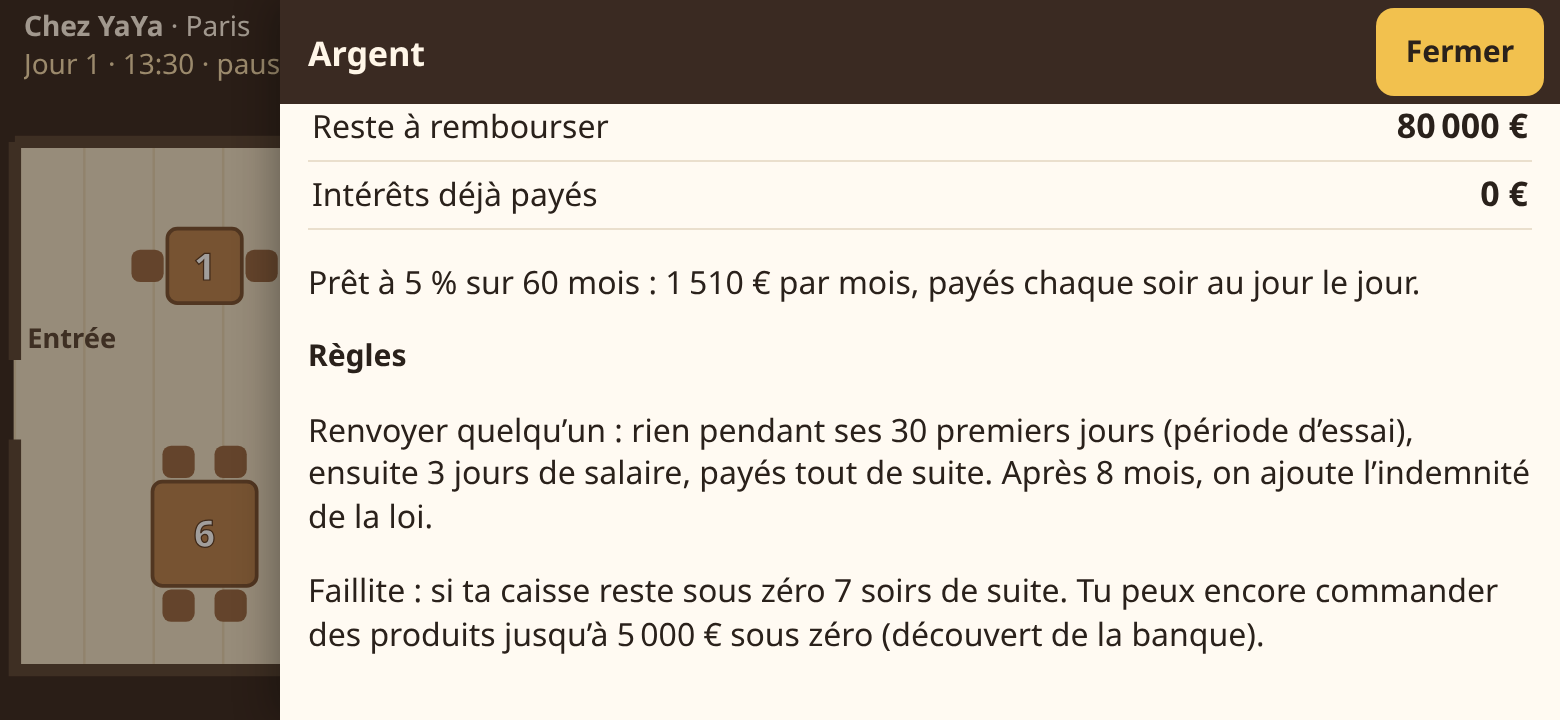 Chez YaYa · Paris
Jour 1 · 13:30 · paus
Argent
Fermer
Reste à rembourser 80 000 €
Intérêts déjà payés 0 €
Prêt à 5 % sur 60 mois : 1 510 € par mois, payés chaque soir au jour le jour.
Règles
Renvoyer quelqu’un : rien pendant ses 30 premiers jours (période d’essai),
ensuite 3 jours de salaire, payés tout de suite. Après 8 mois, on ajoute l’indemnité
de la loi.
Faillite : si ta caisse reste sous zéro 7 soirs de suite. Tu peux encore commander
des produits jusqu’à 5 000 € sous zéro (découvert de la banque).
1
Entrée
6